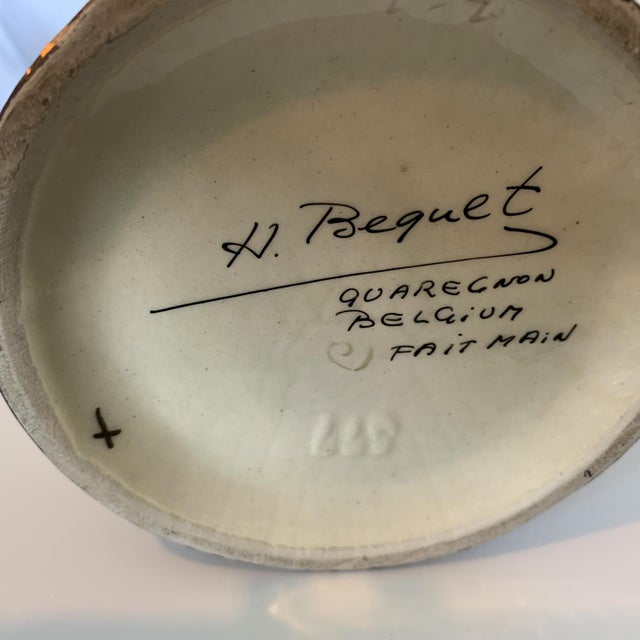 H. Bequet
QUAREGNON
BELGIUM
FAIT MAIN
+